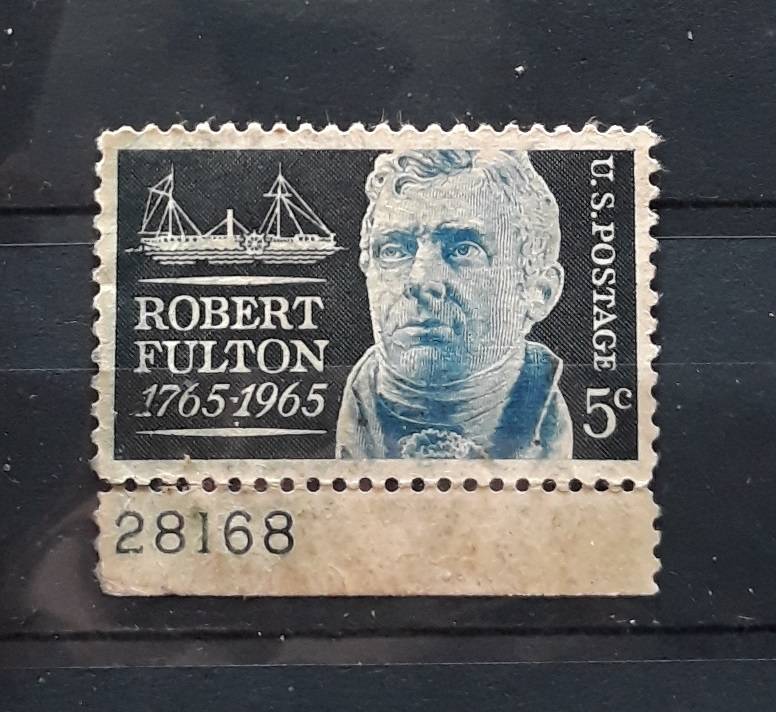 ROBERT
FULTON
1765-1965
U.S.POSTAGE
5c
28168